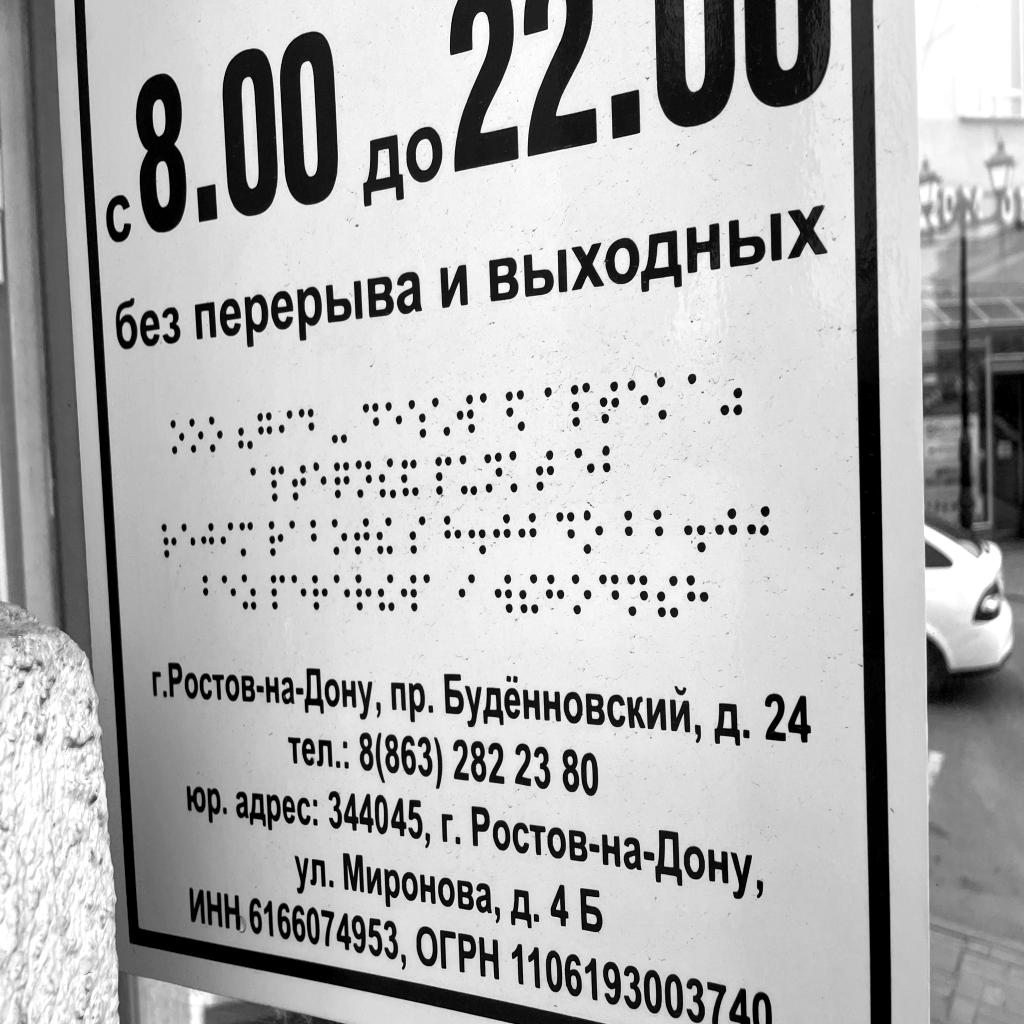 с 8.00 до 22.00
без перерыва и выходных
г.Ростов-на-Дону, пр. Будённовский, д. 24
тел.: 8(863) 282 23 80
юр. адрес: 344045, г. Ростов-на-Дону,
ул. Миронова, д. 4 Б
ИНН 6166074953, ОГРН 1106193003740